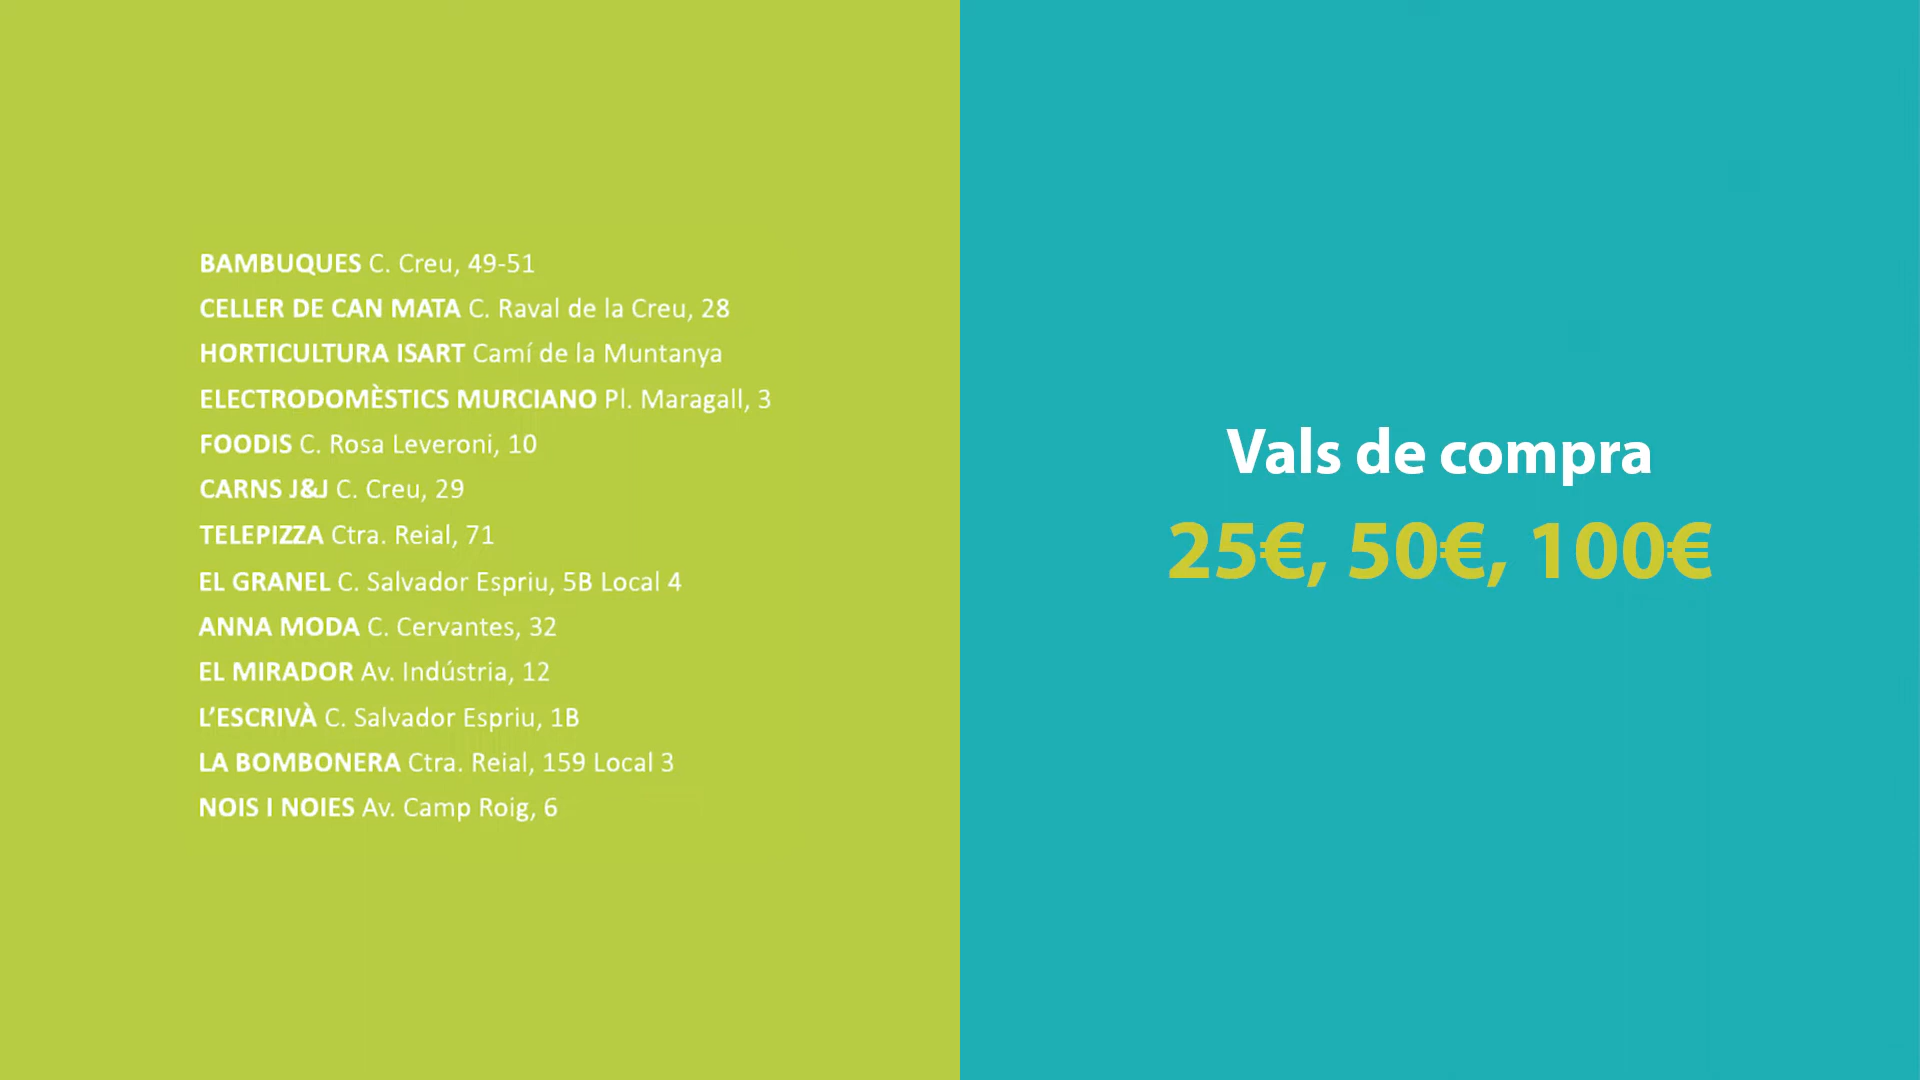 BAMBUQUES C. Creu, 49-51
CELLER DE CAN MATA C. Raval de la Creu, 28
HORTICULTURA ISART Camí de la Muntanya
ELECTRODOMÈSTICS MURCIANO Pl. Maragall, 3
FOODIS C. Rosa Leveroni, 10
CARNS J&J C. Creu, 29
TELEPIZZA Ctra. Reial, 71
EL GRANEL C. Salvador Espriu, 5B Local 4
ANNA MODA C. Cervantes, 32
EL MIRADOR Av. Indústria, 12
L’ESCRIVÀ C. Salvador Espriu, 1B
LA BOMBONERA Ctra. Reial, 159 Local 3
NOIS I NOIES Av. Camp Roig, 6
Vals de compra
25€, 50€, 100€